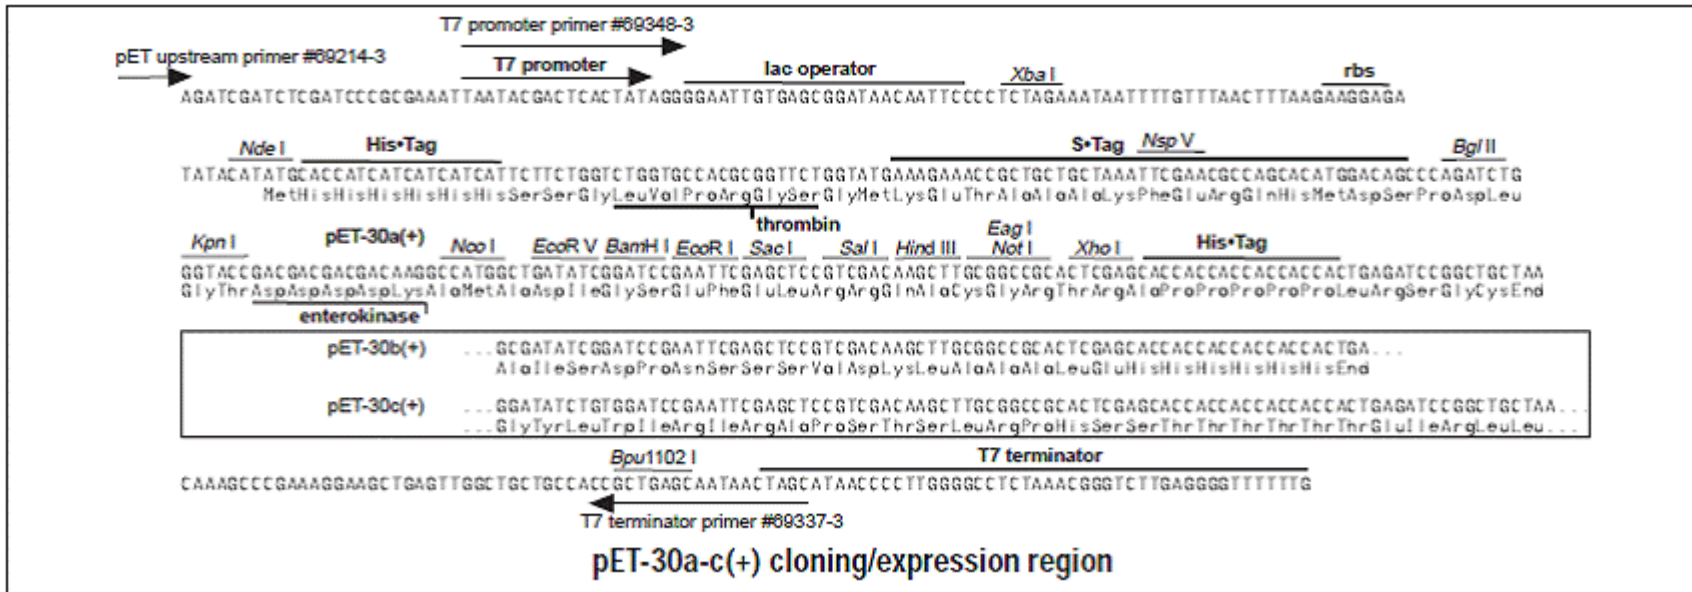 T7 promoter primer #69348-3
pET upstream primer #69214-3
T7 promoter lac operator Xba I rbs
AGATCGATCTCGATCCCGCGAAATTAATACGACTCACTATAGGGGAATTGTGAGCGGATAACAATTCCCCTCTAGAAATAATTTTGTTTAACTTTAAGAAGGAGA
Nde I His•Tag S•Tag Nsp V Bgl II
TATACATATGCACCATCATCATCATCATTCTTCTGGTCTGGTGCCACGCGGTTCTGGTATGAAAGAAACCGCTGCTGCTAAATTCGAACGCCAGCACATGGACAGCCCAGATCTG
MetHisHisHisHisHisHisSerSerGlyLeuValProArgGlySerGlyMetLysGluThrAlaAlaAlaLysPheGluArgGlnHisMetAspSerProAspLeu
thrombin
Kpn I pET-30a(+) Nco I EcoR V BamH I EcoR I Sac I Sal I Hind III Eag I Not I Xho I His•Tag
GGTACCGACGACGACGACAAGGCCATGGCTGATATCGGATCCGAATTCGAGCTCCGTCGACAAGCTTGCGGCCGCACTCGAGCACCACCACCACCACCACTGAGATCCGGCTGCTAA
GlyThrAspAspAspAspLysAlaMetAlaAspIleGlySerGluPheGluLeuArgArgGlnAlaCysGlyArgThrArgAlaProProProProProLeuArgSerGlyCysEnd
enterokinase
pET-30b(+) ...GCGATATCGGATCCGAATTCGAGCTCCGTCGACAAGCTTGCGGCCGCACTCGAGCACCACCACCACCACCACTGA...
AlaIleSerAspProAsnSerSerSerValAspLysLeuAlaAlaAlaLeuGluHisHisHisHisHisHisEnd
pET-30c(+) ...GGATATCTGTGGATCCGAATTCGAGCTCCGTCGACAAGCTTGCGGCCGCACTCGAGCACCACCACCACCACCACTGAGATCCGGCTGCTAA...
...GlyTyrLeuTrpIleArgIleArgAlaProSerThrSerLeuArgProHisSerSerThrThrThrThrThrThrGluIleArgLeuLeu...
Bpu1102 I T7 terminator
CAAAGCCCGAAAGGAAGCTGAGTTGGCTGCTGCCACCGCTGAGCAATAACTAGCATAACCCCTTGGGGCCTCTAAACGGGTCTTGAGGGGTTTTTTG
T7 terminator primer #69337-3
pET-30a-c(+) cloning/expression region